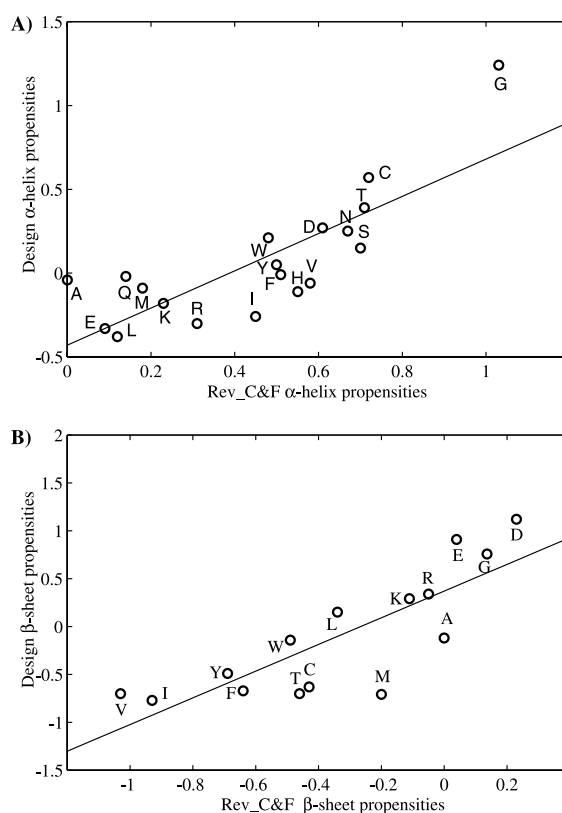 A)
1.5
1
0.5
0
-0.5
Design α-helix propensities
G
C
T
D
N
S
W
Y
F
H
V
A
Q
M
K
R
I
E
L
0 0.2 0.4 0.6 0.8 1
Rev_C&F α-helix propensities
B)
2
1.5
1
0.5
0
-0.5
-1
-1.5
Design β-sheet propensities
D
E
G
R
K
A
L
W
Y
F
T
C
M
V
I
-1 -0.8 -0.6 -0.4 -0.2 0 0.2
Rev_C&F β-sheet propensities